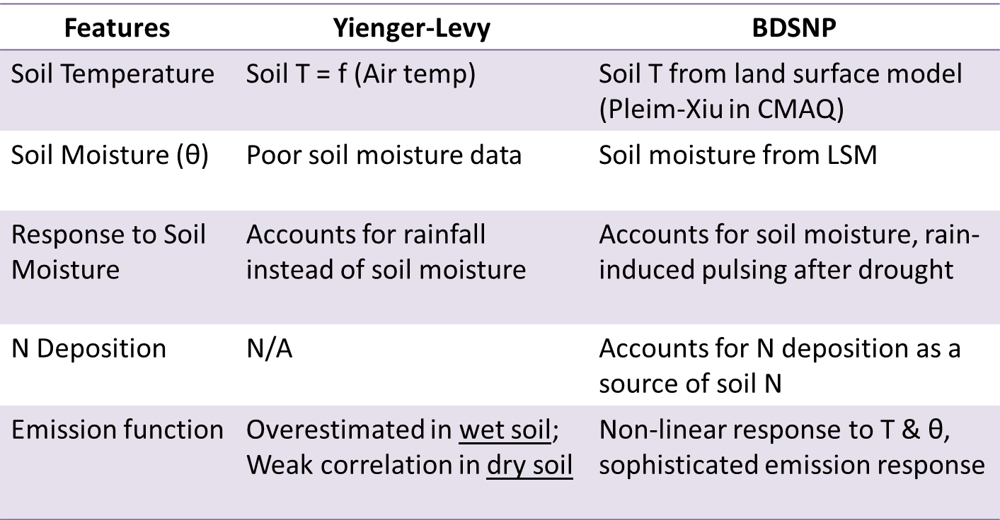 Features Yienger-Levy BDSNP
Soil Temperature Soil T = f (Air temp) Soil T from land surface model
(Pleim-Xiu in CMAQ)
Soil Moisture (θ) Poor soil moisture data Soil moisture from LSM
Response to Soil Accounts for rainfall Accounts for soil moisture, rain-
Moisture instead of soil moisture induced pulsing after drought
N Deposition N/A Accounts for N deposition as a
source of soil N
Emission function Overestimated in wet soil; Non-linear response to T & θ,
Weak correlation in dry soil sophisticated emission response